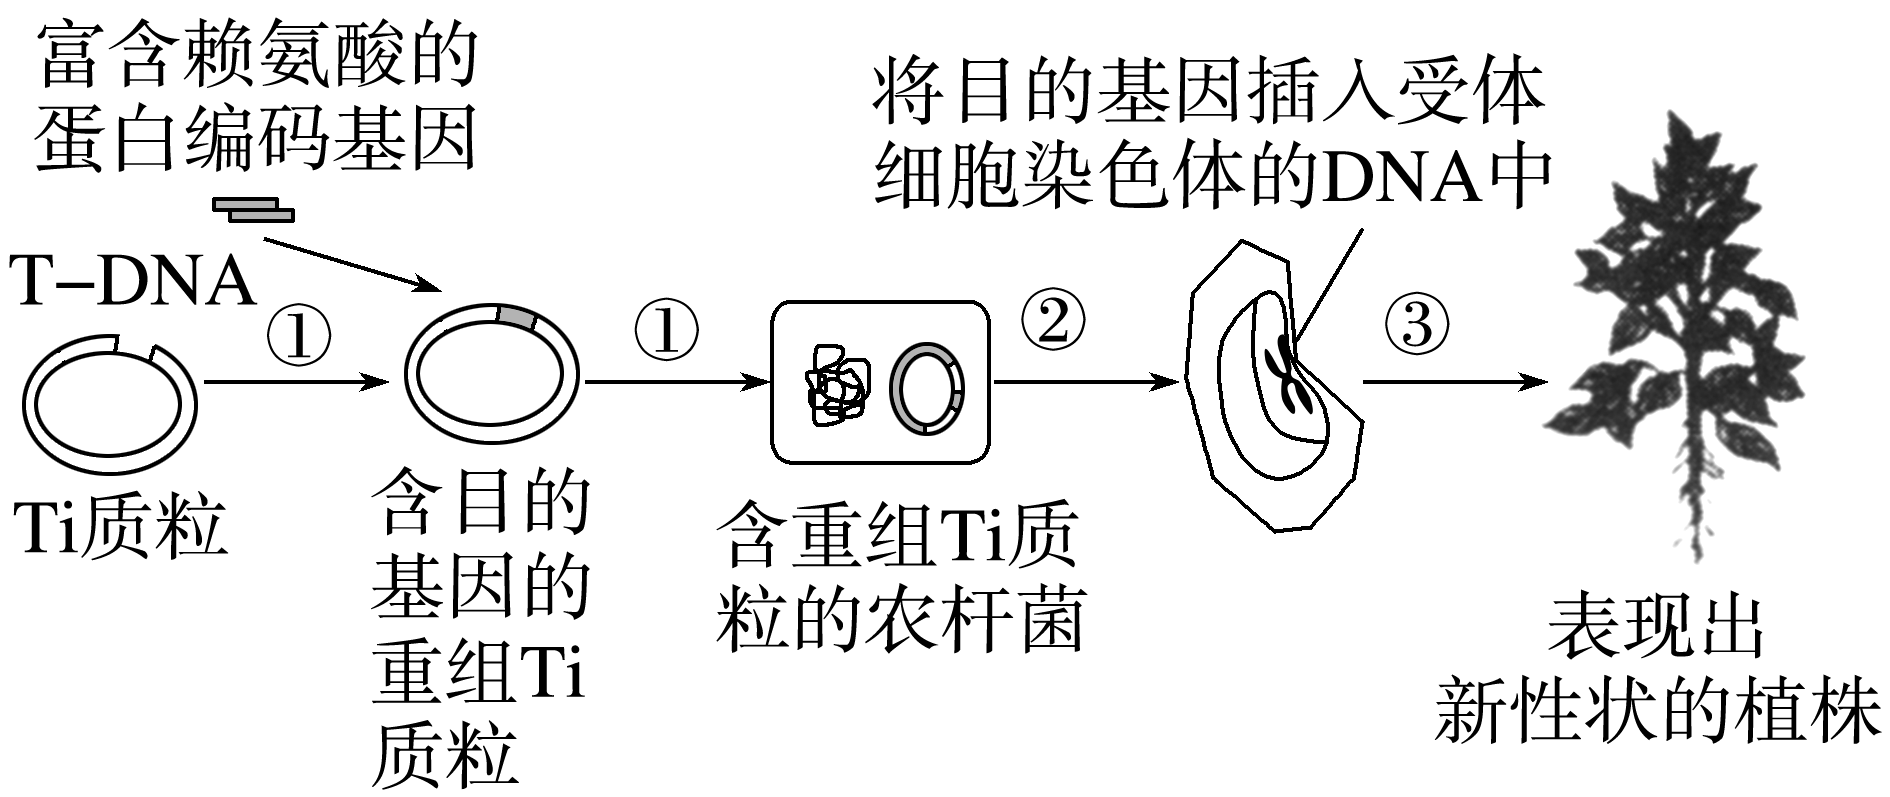 富含赖氨酸的
蛋白编码基因
T-DNA
①
Ti质粒
含目的
基因的
重组Ti
质粒
①
含重组Ti质
粒的农杆菌
②
将目的基因插入受体
细胞染色体的DNA中
③
表现出
新性状的植株